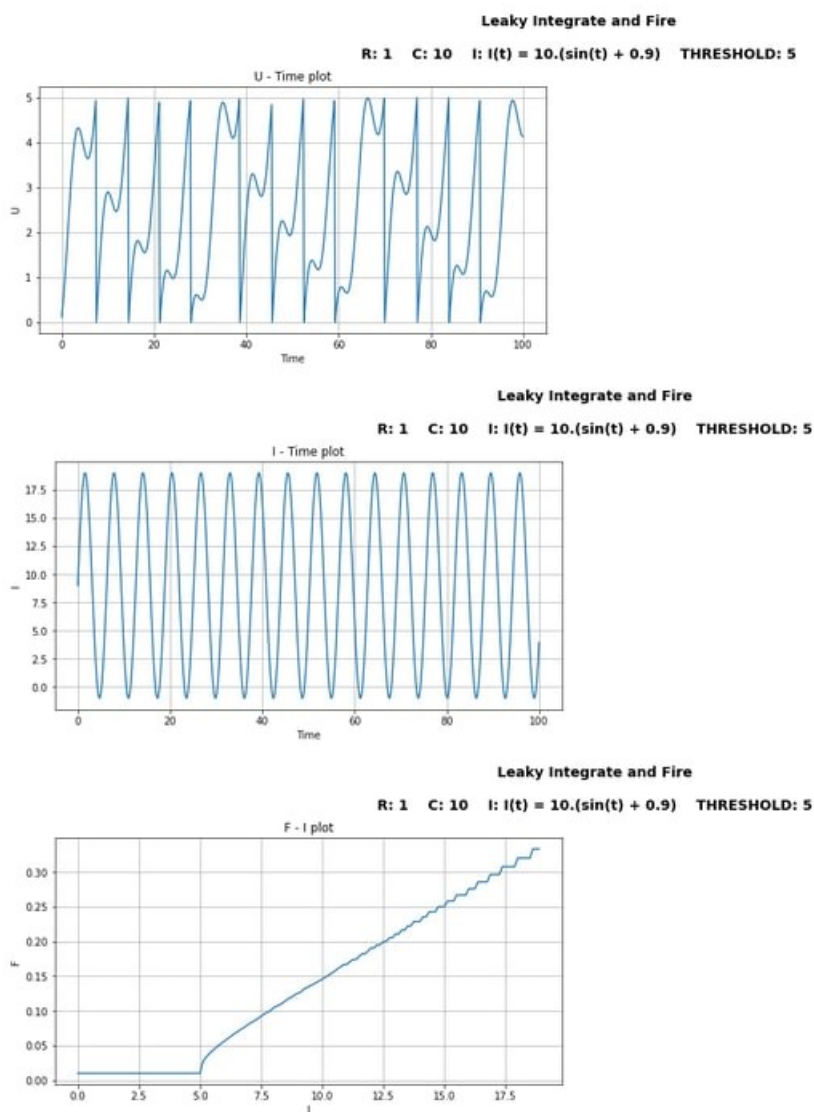 Leaky Integrate and Fire
R: 1 C: 10 I: I(t) = 10.(sin(t) + 0.9) THRESHOLD: 5
U - Time plot
5
4
3
2
1
0
U
0 20 40 60 80 100
Time
Leaky Integrate and Fire
R: 1 C: 10 I: I(t) = 10.(sin(t) + 0.9) THRESHOLD: 5
I - Time plot
17.5
15.0
12.5
10.0
7.5
5.0
2.5
0.0
I
0 20 40 60 80 100
Time
Leaky Integrate and Fire
R: 1 C: 10 I: I(t) = 10.(sin(t) + 0.9) THRESHOLD: 5
F - I plot
0.30
0.25
0.20
0.15
0.10
0.05
0.00
F
0.0 2.5 5.0 7.5 10.0 12.5 15.0 17.5
I